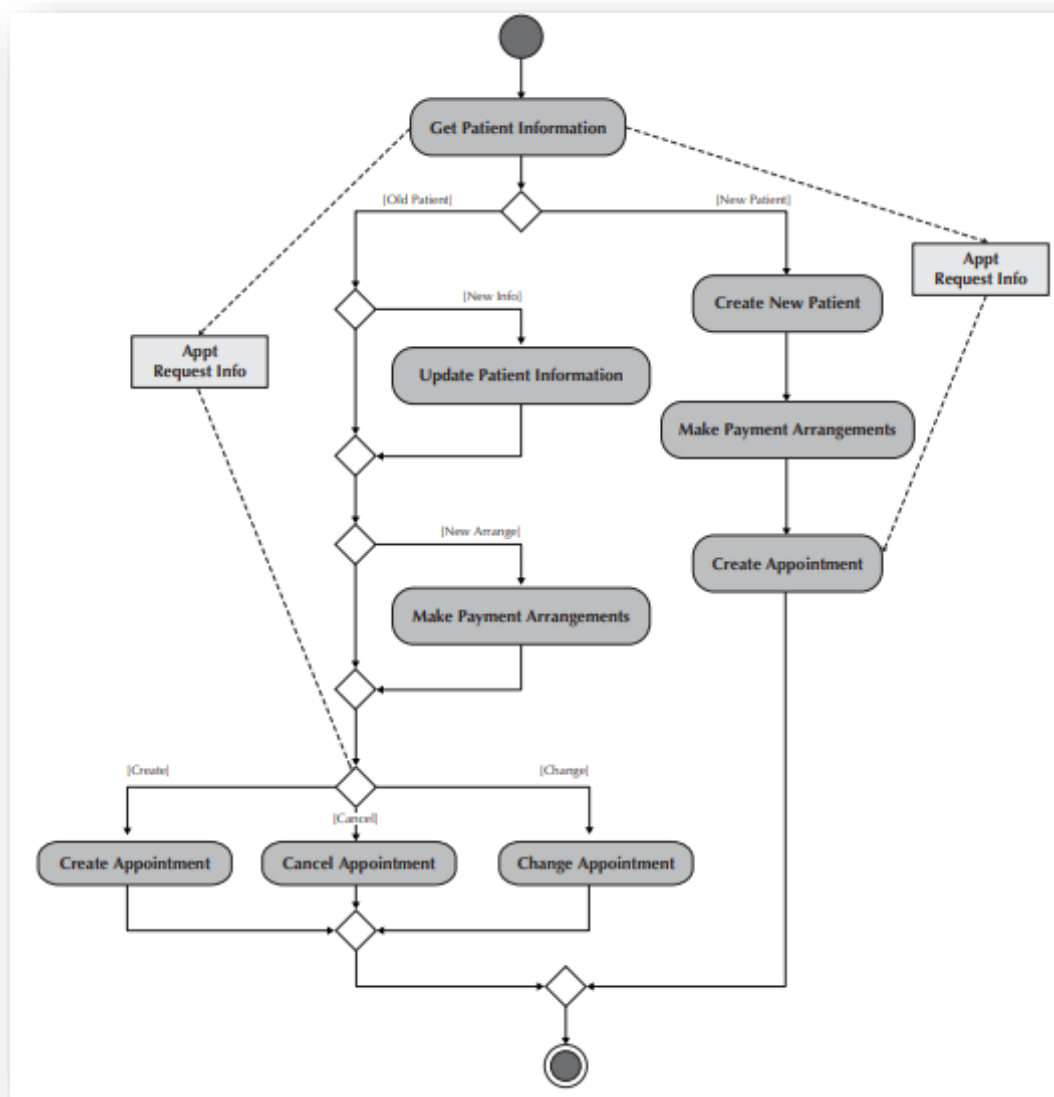 Get Patient Information
[Old Patient]
[New Patient]
Appt
Request Info
[New Info]
Create New Patient
Appt
Request Info
Update Patient Information
Make Payment Arrangements
[New Arrange]
Create Appointment
Make Payment Arrangements
[Create]
[Change]
[Cancel]
Create Appointment
Cancel Appointment
Change Appointment